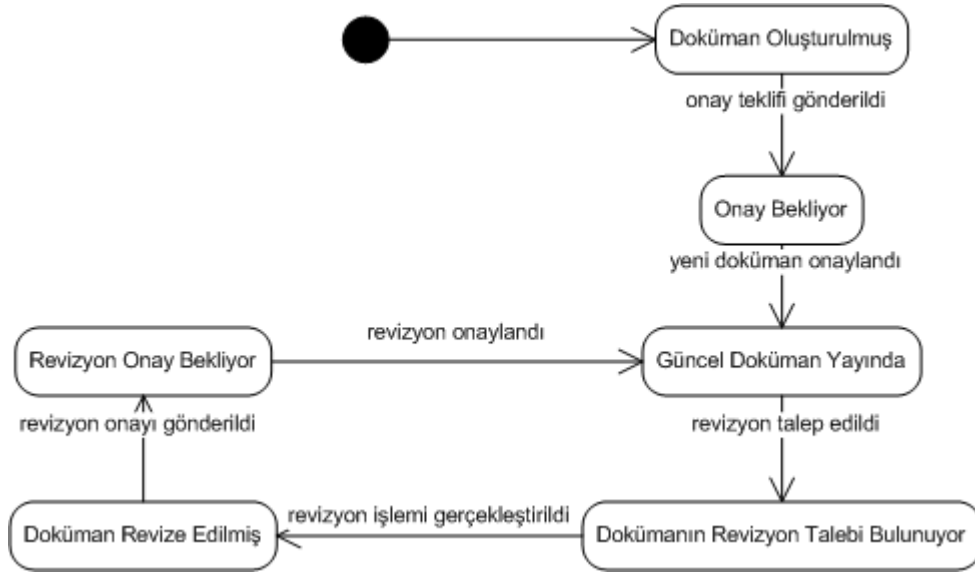 Doküman Oluşturulmuş
onay teklifi gönderildi
Onay Bekliyor
yeni doküman onaylandı
revizyon onaylandı
Revizyon Onay Bekliyor
Güncel Doküman Yayında
revizyon onayı gönderildi
revizyon talep edildi
revizyon işlemi gerçekleştirildi
Doküman Revize Edilmiş
Dokümanın Revizyon Talebi Bulunuyor